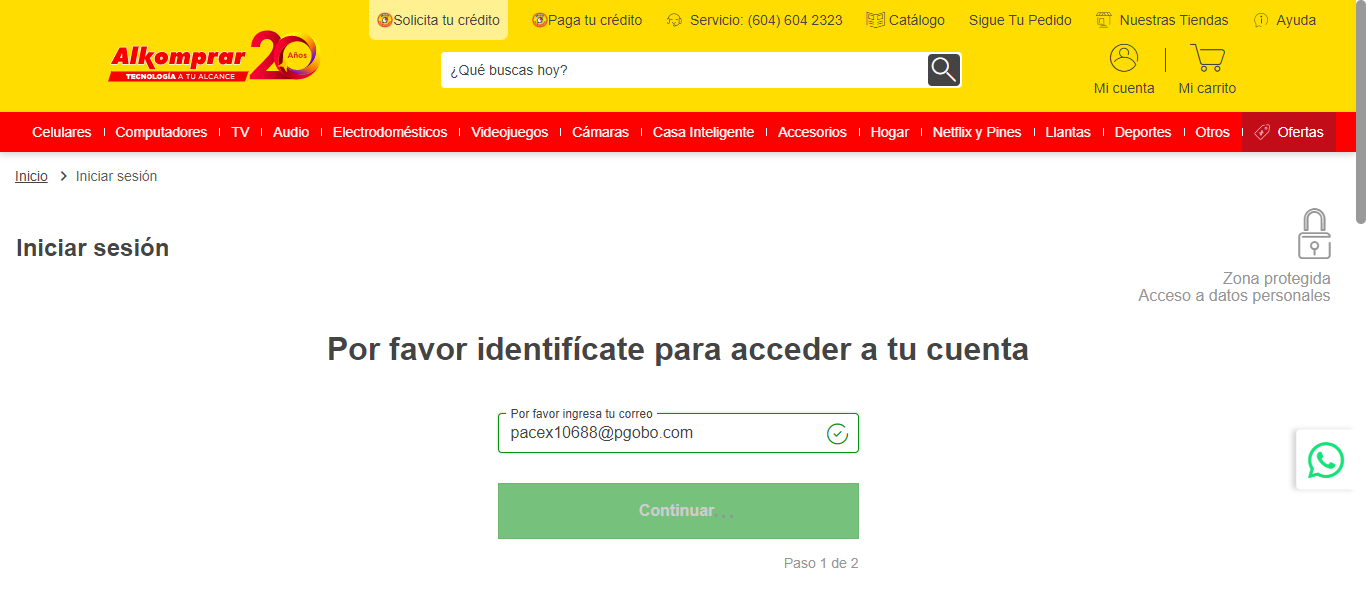 Solicita tu crédito
Paga tu crédito
Servicio: (604) 604 2323
Catálogo
Sigue Tu Pedido
Nuestras Tiendas
Ayuda
Alkomprar 20 Años
TECNOLOGÍA A TU ALCANCE
¿Qué buscas hoy?
Mi cuenta
Mi carrito
Celulares
Computadores
TV
Audio
Electrodomésticos
Videojuegos
Cámaras
Casa Inteligente
Accesorios
Hogar
Netflix y Pines
Llantas
Deportes
Otros
Ofertas
Inicio
Iniciar sesión
Iniciar sesión
Zona protegida
Acceso a datos personales
Por favor identifícate para acceder a tu cuenta
Por favor ingresa tu correo
pacex10688@pgobo.com
Continuar...
Paso 1 de 2